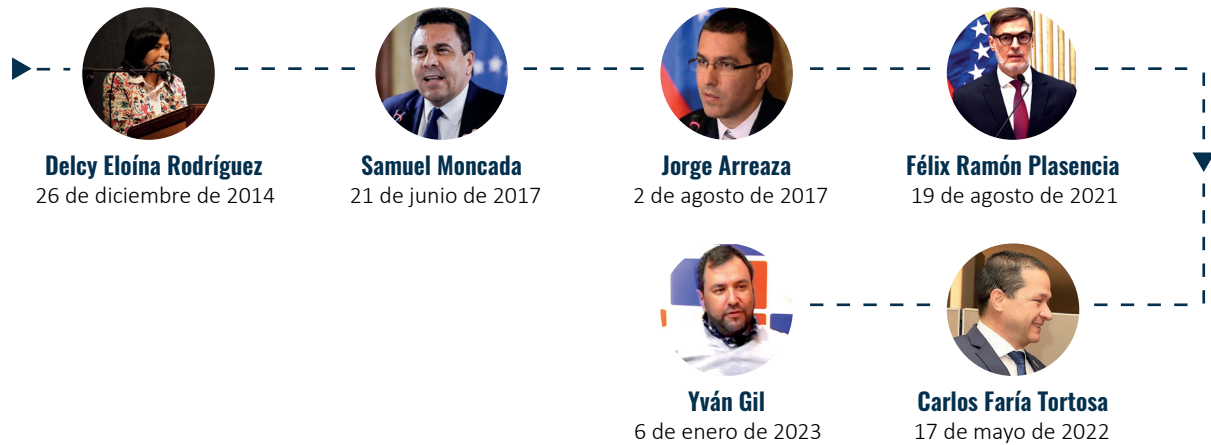 Delcy Eloína Rodríguez
26 de diciembre de 2014
Samuel Moncada
21 de junio de 2017
Jorge Arreaza
2 de agosto de 2017
Félix Ramón Plasencia
19 de agosto de 2021
Carlos Faría Tortosa
17 de mayo de 2022
Yván Gil
6 de enero de 2023